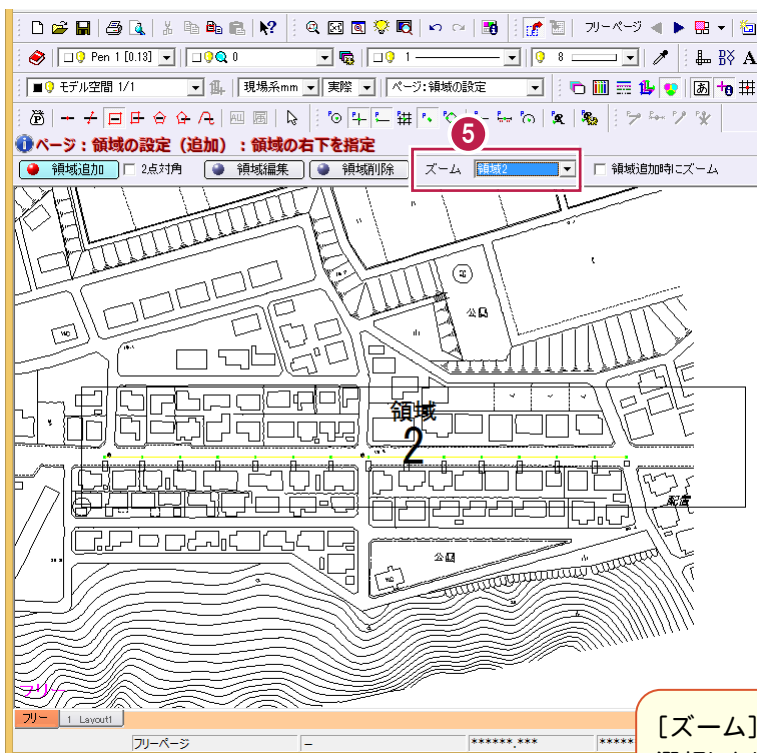 フリーページ
Pen 1 [0.13]
0
1
8
A
モデル空間 1/1
現場系mm
実際
ページ:領域の設定
あ
5
ページ：領域の設定（追加）：領域の右下を指定
領域追加
2点対角
領域編集
領域削除
ズーム
領域2
領域追加時にズーム
公園
領域
2
配置
公園
フリー
フリー
1 Layout1
フリーページ
−
******.***
*****
[ズーム]